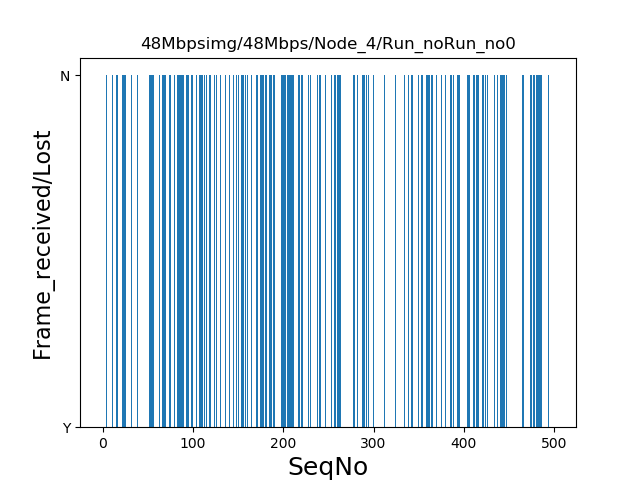 48Mbpsimg/48Mbps/Node_4/Run_noRun_no0
N
Frame_received/Lost
Y
0 100 200 300 400 500
SeqNo